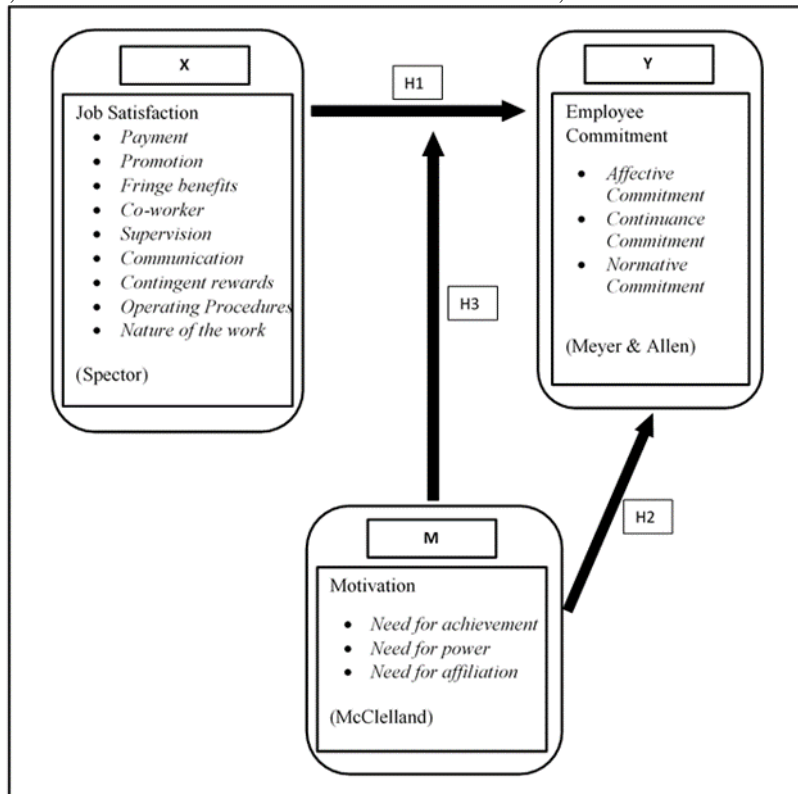 X
Job Satisfaction
• Payment
• Promotion
• Fringe benefits
• Co-worker
• Supervision
• Communication
• Contingent rewards
• Operating Procedures
• Nature of the work
(Spector)
H1
Y
Employee
Commitment
• Affective
Commitment
• Continuance
Commitment
• Normative
Commitment
(Meyer & Allen)
H3
H2
M
Motivation
• Need for achievement
• Need for power
• Need for affiliation
(McClelland)